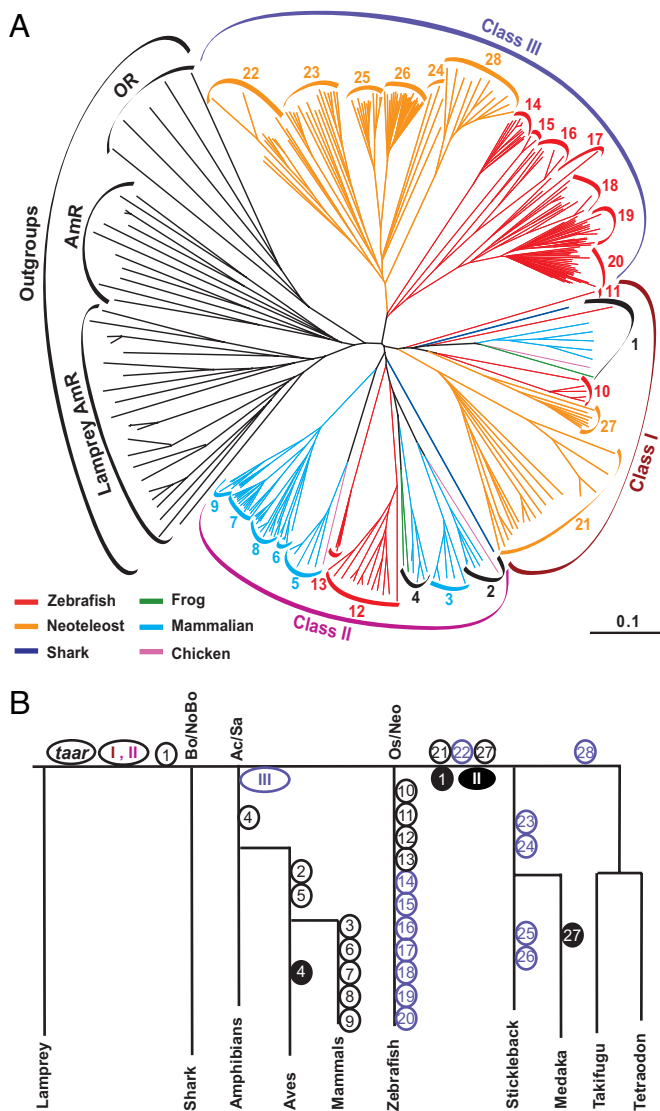 A
Class III
22
23
25
26
24
28
14
15
16
17
18
19
20
11
OR
AmR
Outgroups
Lamprey AmR
1
10
27
21
Class I
9
7
8
6
5
13
12
4
3
2
Class II
Zebrafish
Frog
Neoteleost
Mammalian
Shark
Chicken
0.1
B
Bo/NoBo
Ac/Sa
Os/Neo
taar
I , II
1
21
22
27
28
III
1
II
4
10
11
12
13
14
15
16
17
18
19
20
2
5
4
3
6
7
8
9
23
24
25
26
27
Lamprey
Shark
Amphibians
Aves
Mammals
Zebrafish
Stickleback
Medaka
Takifugu
Tetraodon